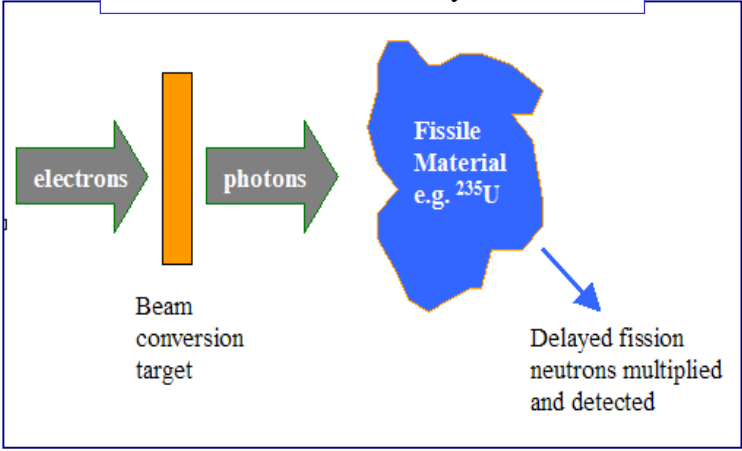 electrons
photons
Fissile
Material
e.g. ²³⁵U
Beam
conversion
target
Delayed fission
neutrons multiplied
and detected